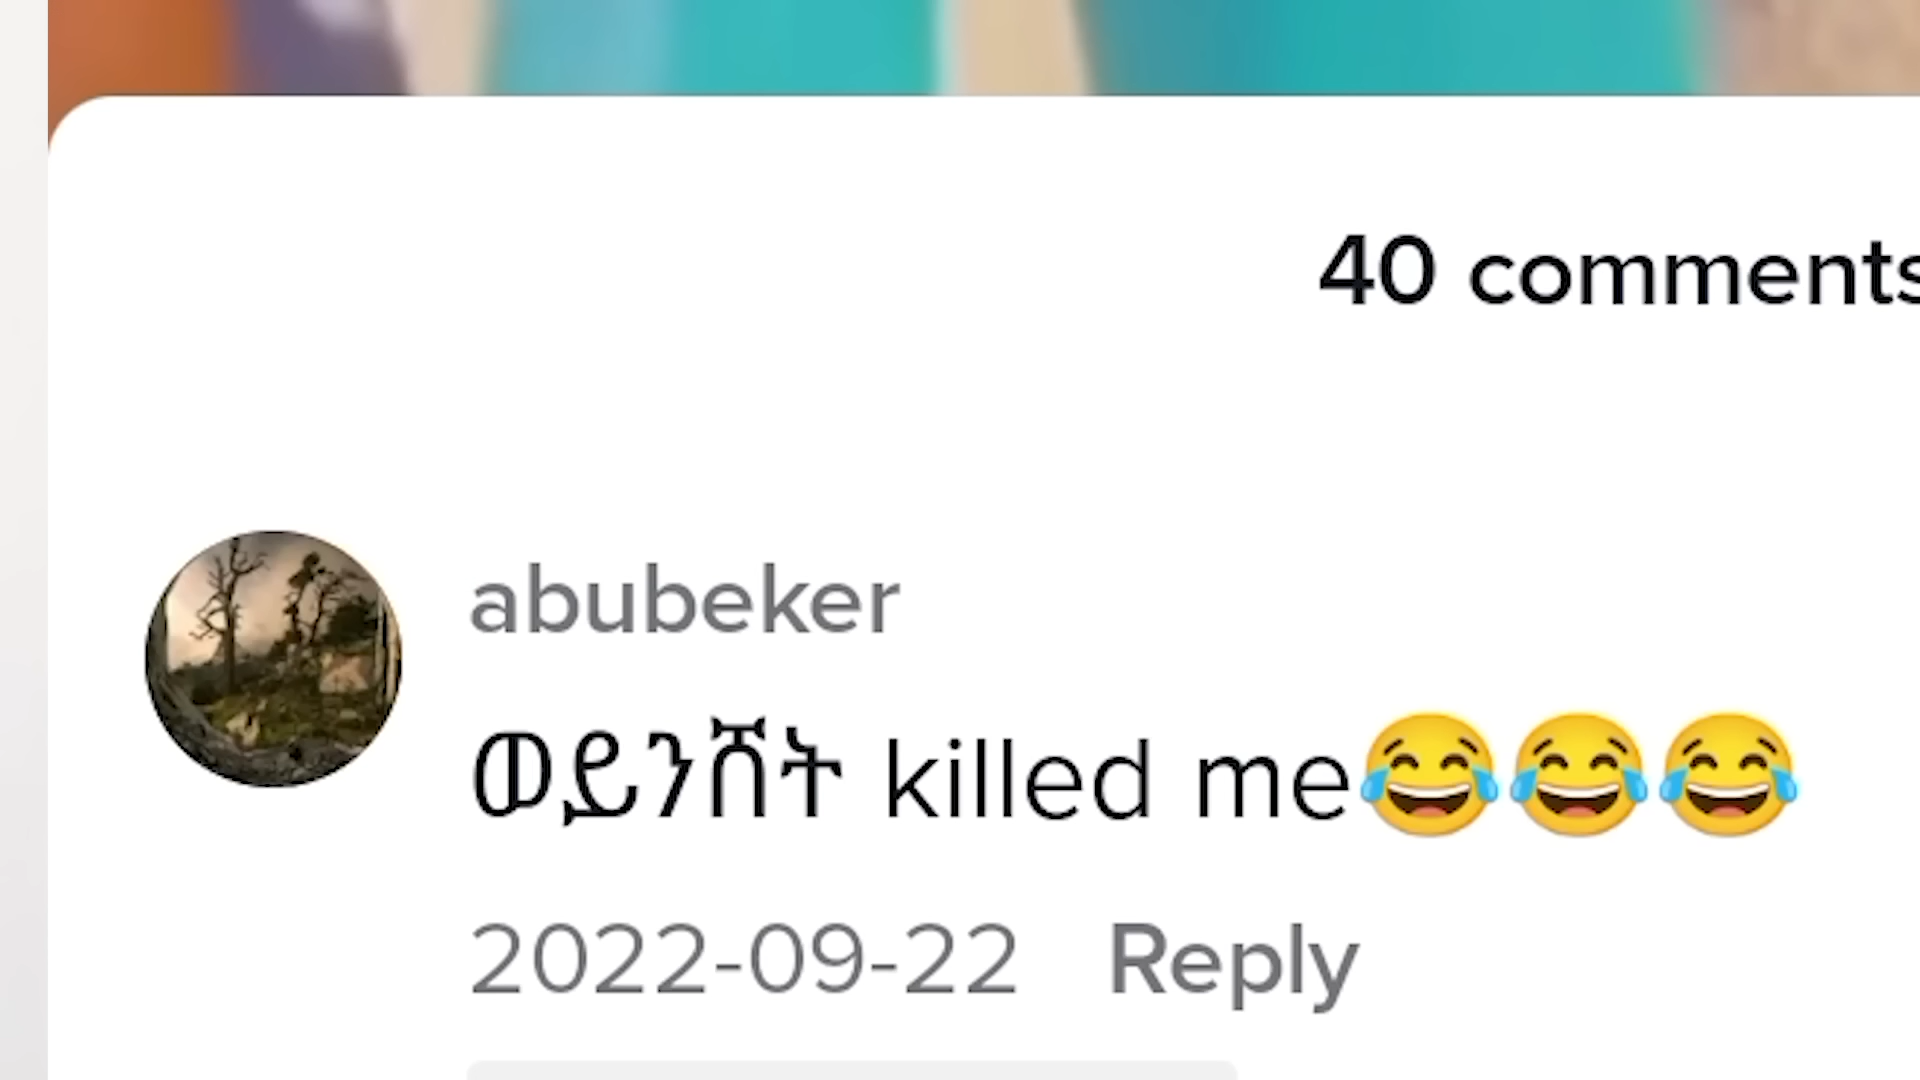 40 comments
abubeker
ወይንሸት killed me😂😂😂
2022-09-22 Reply